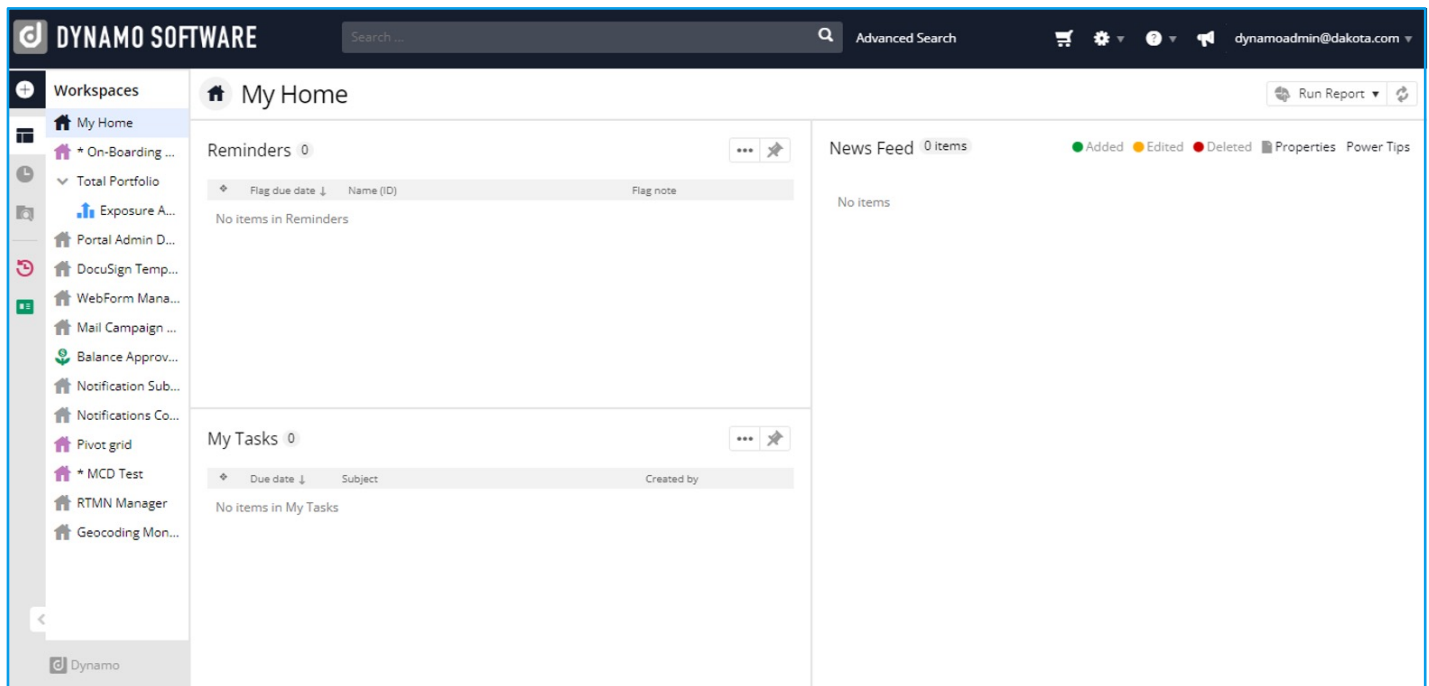 DYNAMO SOFTWARE
Search ...
Advanced Search
dynamoadmin@dakota.com
Workspaces
My Home
* On-Boarding ...
Total Portfolio
Exposure A...
Portal Admin D...
DocuSign Temp...
WebForm Mana...
Mail Campaign ...
Balance Approv...
Notification Sub...
Notifications Co...
Pivot grid
* MCD Test
RTMN Manager
Geocoding Mon...
Dynamo
My Home
Run Report
Reminders 0
Flag due date ↓ Name (ID) Flag note
No items in Reminders
My Tasks 0
Due date ↓ Subject Created by
No items in My Tasks
News Feed 0 items
Added Edited Deleted Properties Power Tips
No items